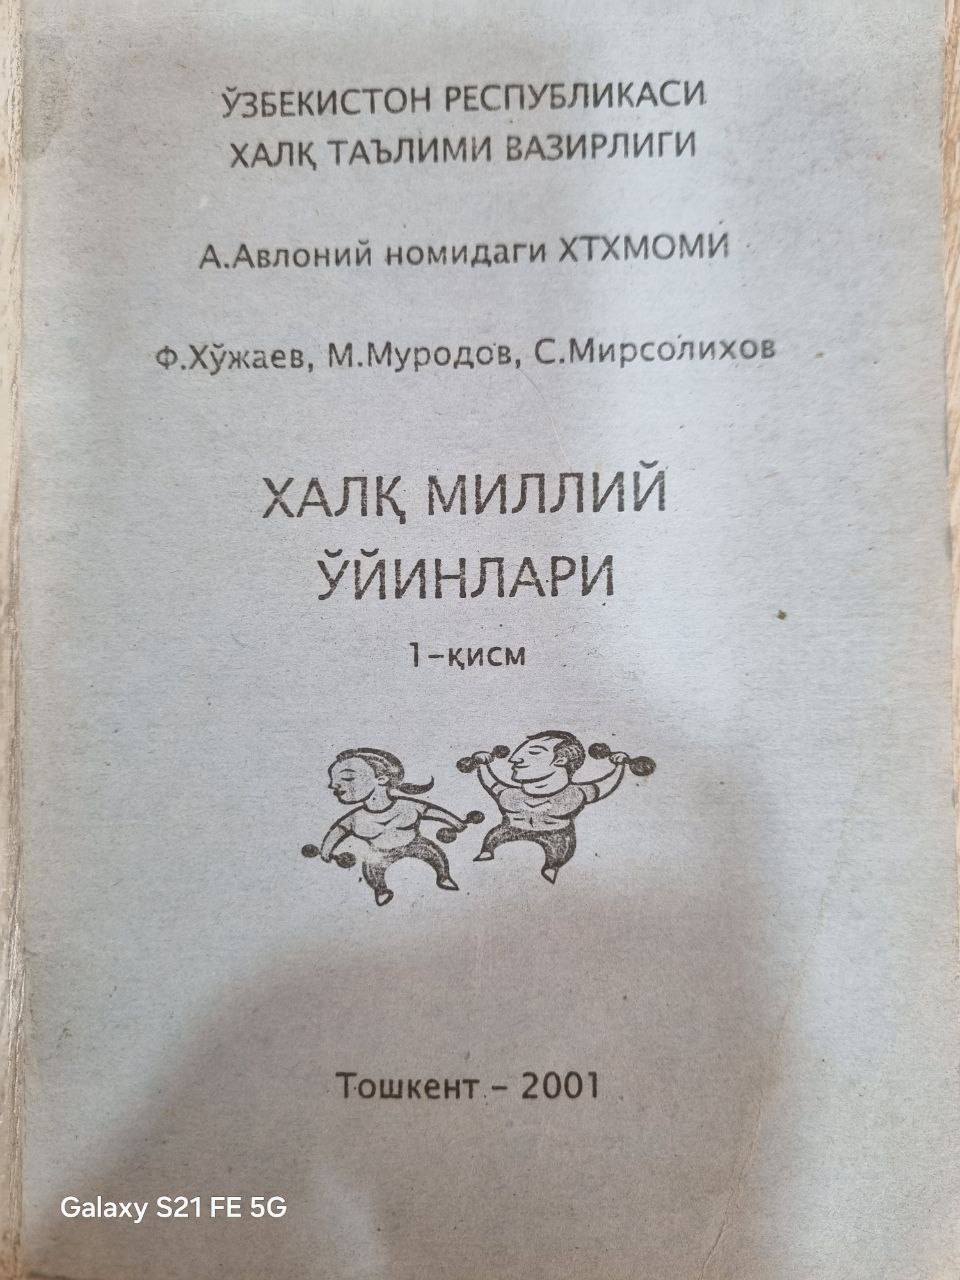 ЎЗБЕКИСТОН РЕСПУБЛИКАСИ
ХАЛҚ ТАЪЛИМИ ВАЗИРЛИГИ
А.Авлоний номидаги ХТХМОМИ
Ф.Хўжаев, М.Муродов, С.Мирсолихов
ХАЛҚ МИЛЛИЙ
ЎЙИНЛАРИ
1-қисм
Тошкент - 2001
Galaxy S21 FE 5G